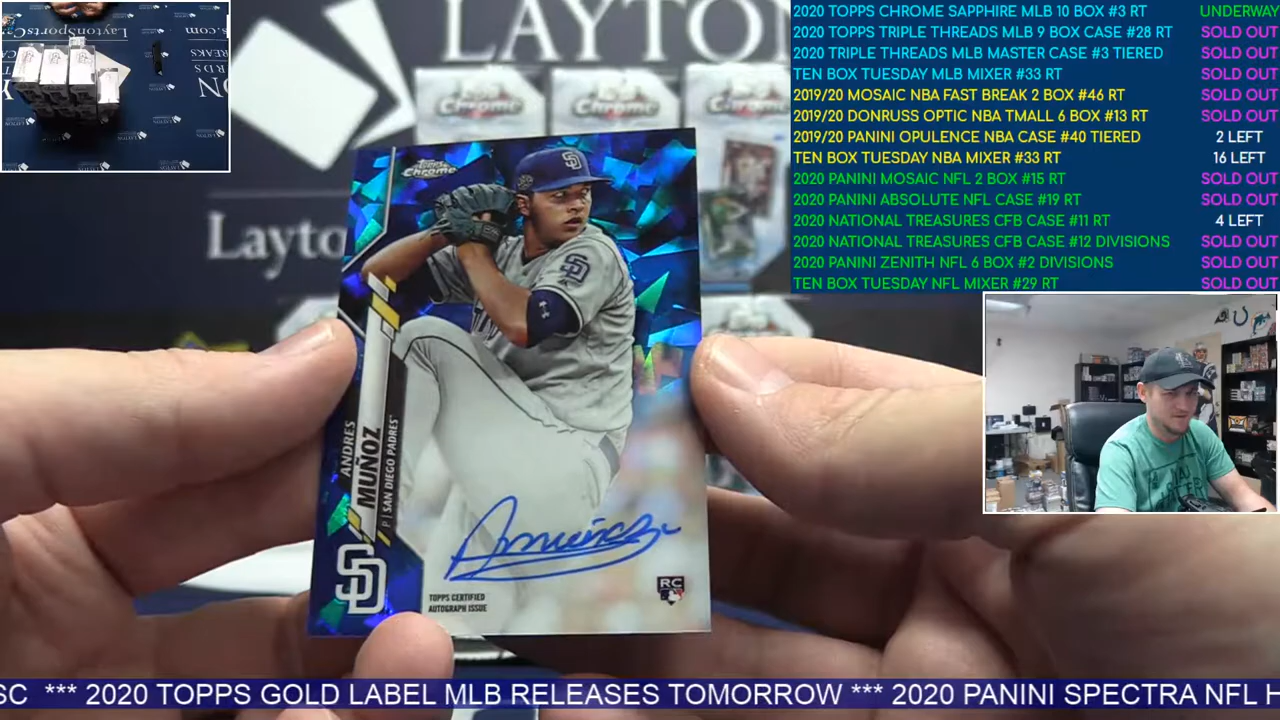 2020 TOPPS CHROME SAPPHIRE MLB 10 BOX #3 RT UNDERWAY
2020 TOPPS TRIPLE THREADS MLB 9 BOX CASE #28 RT SOLD OUT
2020 TRIPLE THREADS MLB MASTER CASE #3 TIERED SOLD OUT
TEN BOX TUESDAY MLB MIXER #33 RT SOLD OUT
2019/20 MOSAIC NBA FAST BREAK 2 BOX #46 RT SOLD OUT
2019/20 DONRUSS OPTIC NBA TMALL 6 BOX #13 RT SOLD OUT
2019/20 PANINI OPULENCE NBA CASE #40 TIERED 2 LEFT
TEN BOX TUESDAY NBA MIXER #33 RT 16 LEFT
2020 PANINI MOSAIC NFL 2 BOX #15 RT SOLD OUT
2020 PANINI ABSOLUTE NFL CASE #19 RT SOLD OUT
2020 NATIONAL TREASURES CFB CASE #11 RT 4 LEFT
2020 NATIONAL TREASURES CFB CASE #12 DIVISIONS SOLD OUT
2020 PANINI ZENITH NFL 6 BOX #2 DIVISIONS SOLD OUT
TEN BOX TUESDAY NFL MIXER #29 RT SOLD OUT
LAYTON
Chrome
Chrome
Chrome
Layto
Topps
Chrome
SD
SD
ANDRES
MUÑOZ
P | SAN DIEGO PADRES
SD
TOPPS CERTIFIED
AUTOGRAPH ISSUE
RC
SC *** 2020 TOPPS GOLD LABEL MLB RELEASES TOMORROW *** 2020 PANINI SPECTRA NFL H